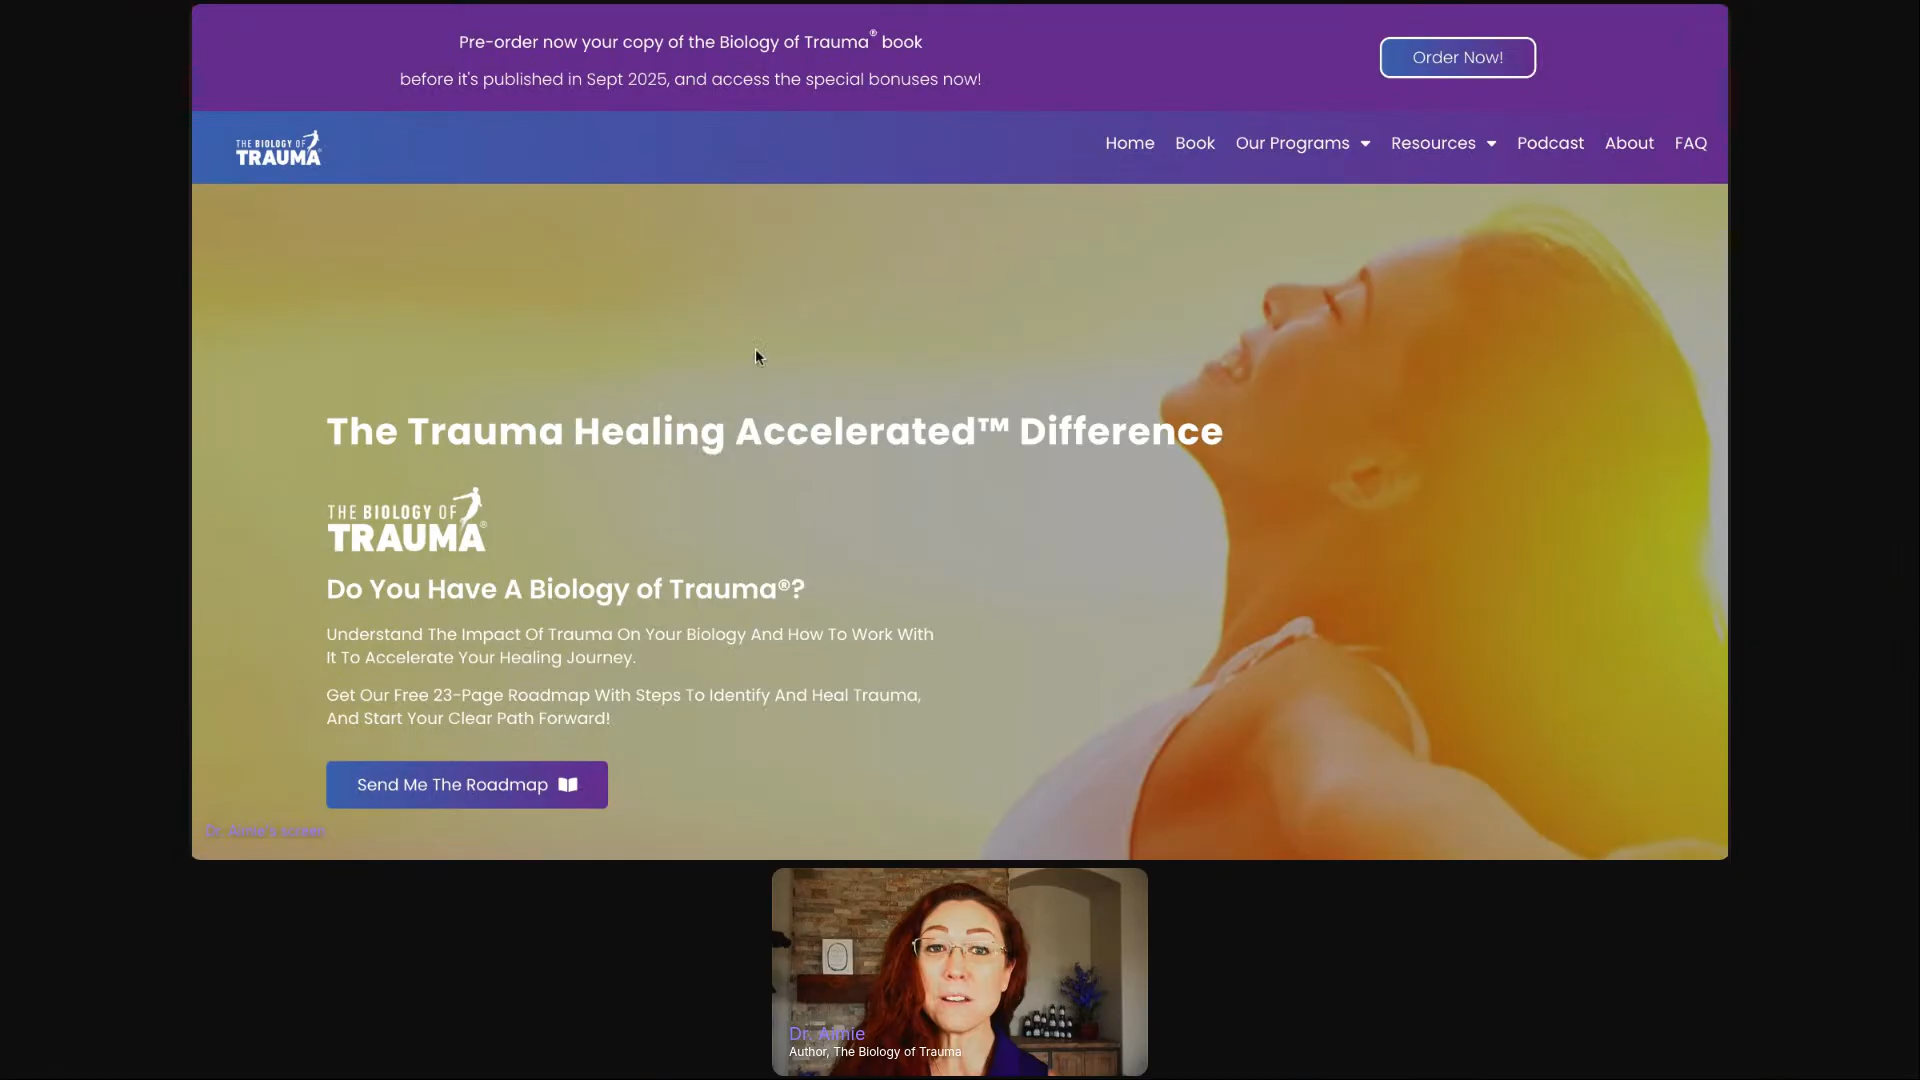 Pre-order now your copy of the Biology of Trauma® book
before it's published in Sept 2025, and access the special bonuses now!
Order Now!
THE BIOLOGY OF
TRAUMA
Home Book Our Programs Resources Podcast About FAQ
The Trauma Healing Accelerated™ Difference
THE BIOLOGY OF
TRAUMA®
Do You Have A Biology of Trauma®?
Understand The Impact Of Trauma On Your Biology And How To Work With
It To Accelerate Your Healing Journey.
Get Our Free 23-Page Roadmap With Steps To Identify And Heal Trauma,
And Start Your Clear Path Forward!
Send Me The Roadmap
Dr. Aimie's screen
Dr. Aimie
Author, The Biology of Trauma